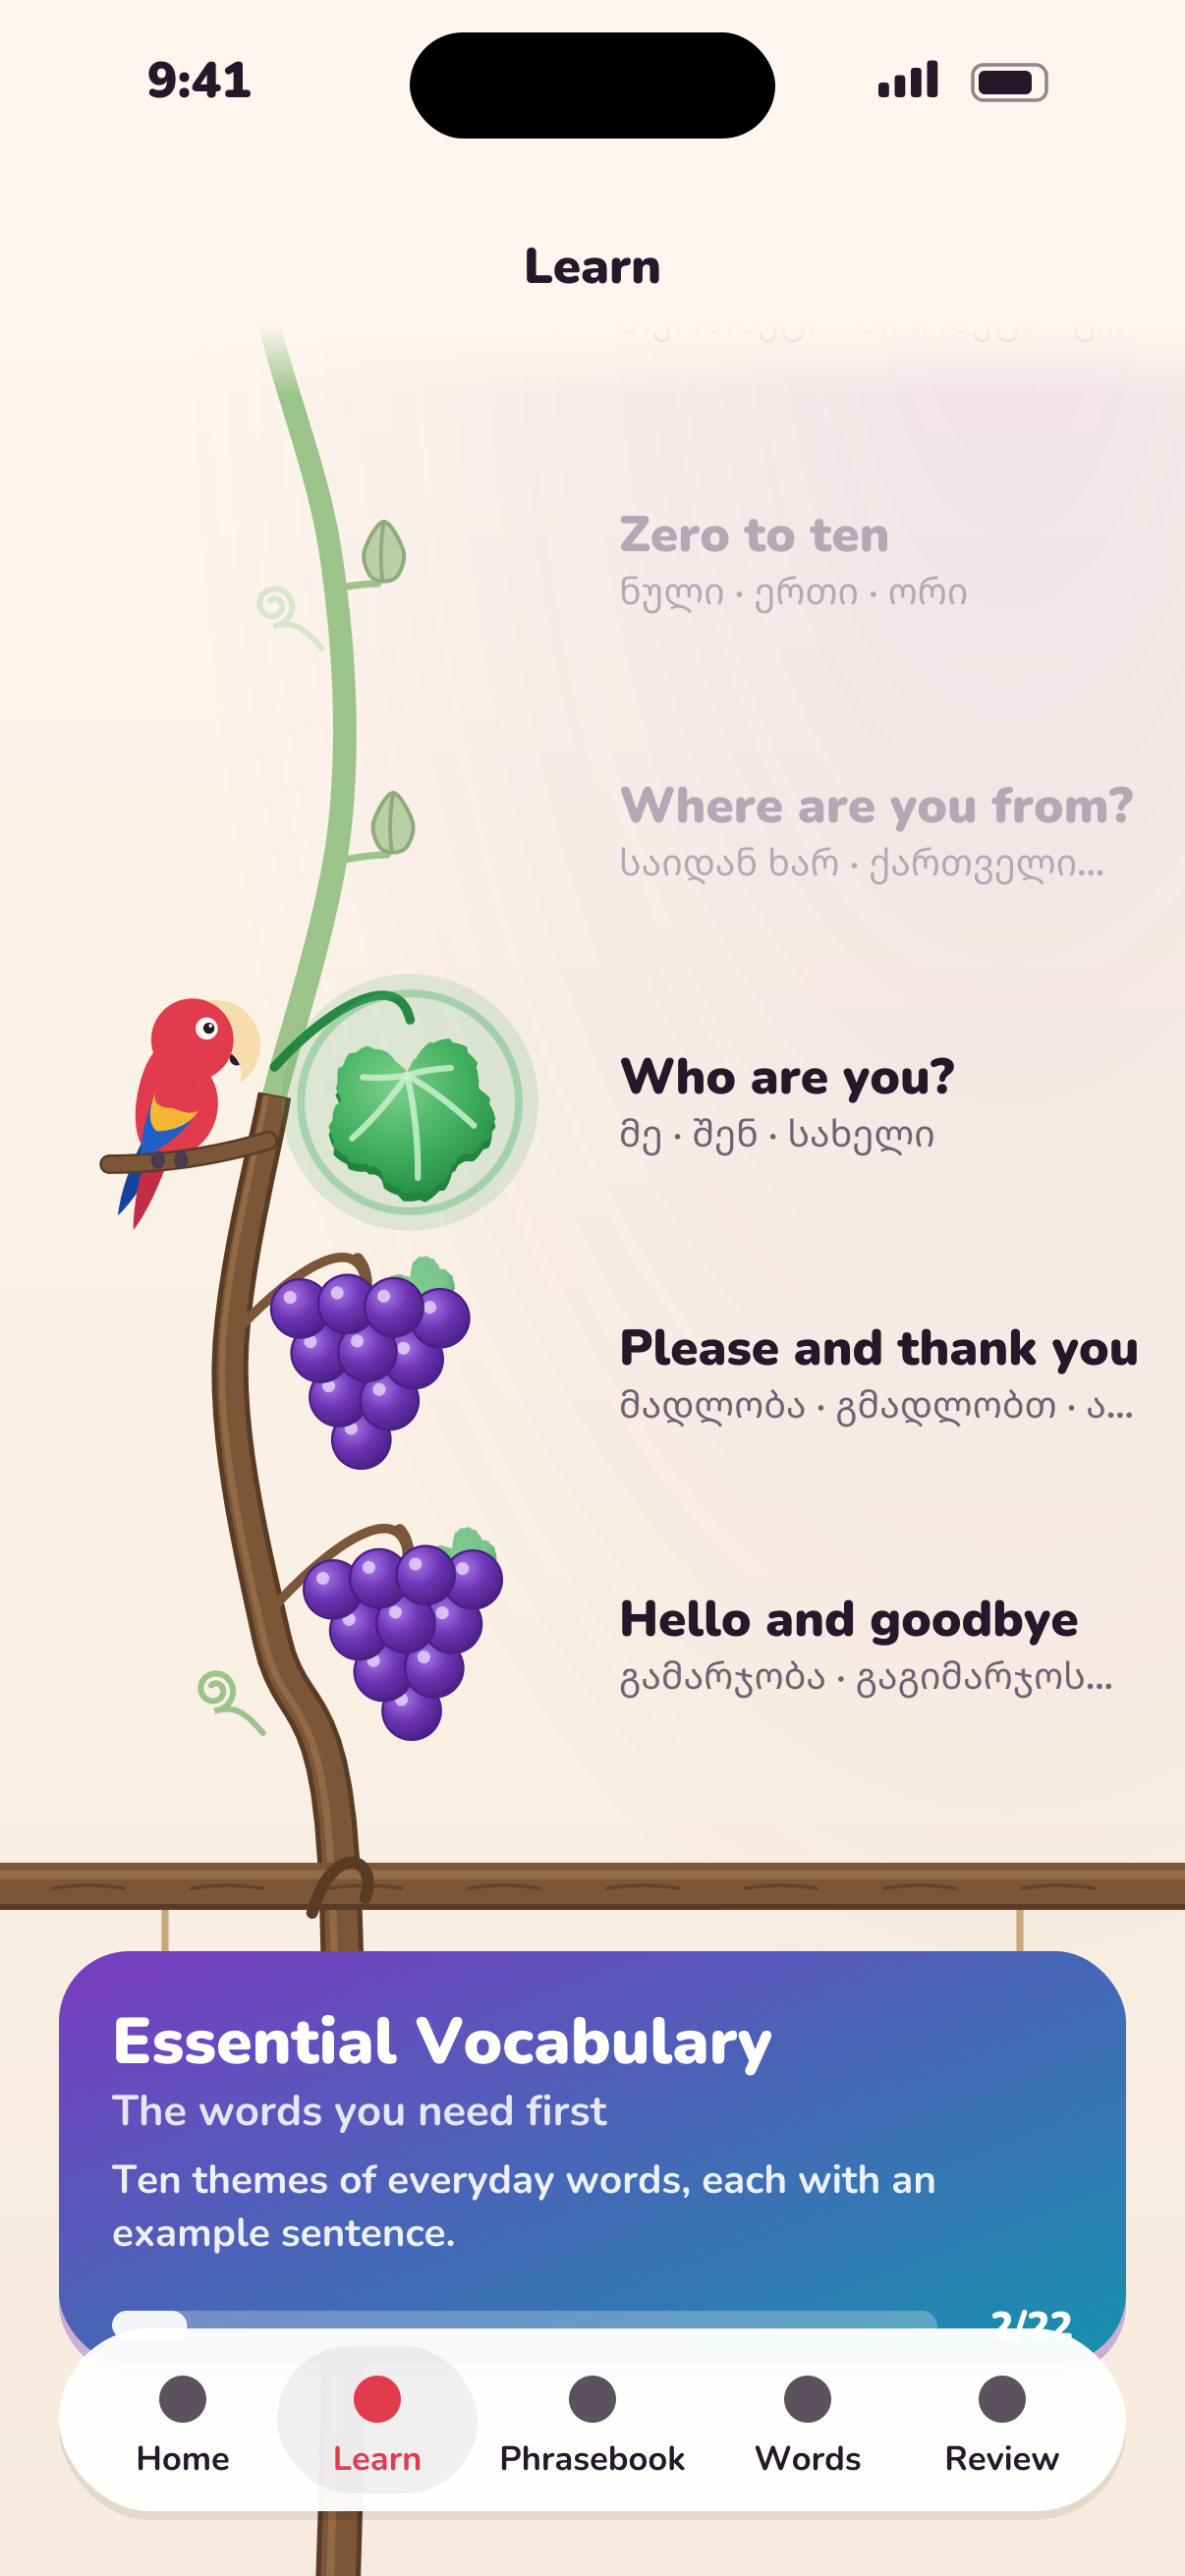 9:41
Learn
Zero to ten
ნული · ერთი · ორი
Where are you from?
საიდან ხარ · ქართველი...
Who are you?
მე · შენ · სახელი
Please and thank you
მადლობა · გმადლობთ · ა...
Hello and goodbye
გამარჯობა · გაგიმარჯოს...
Essential Vocabulary
The words you need first
Ten themes of everyday words, each with an
example sentence.
2/22
Home
Learn
Phrasebook
Words
Review